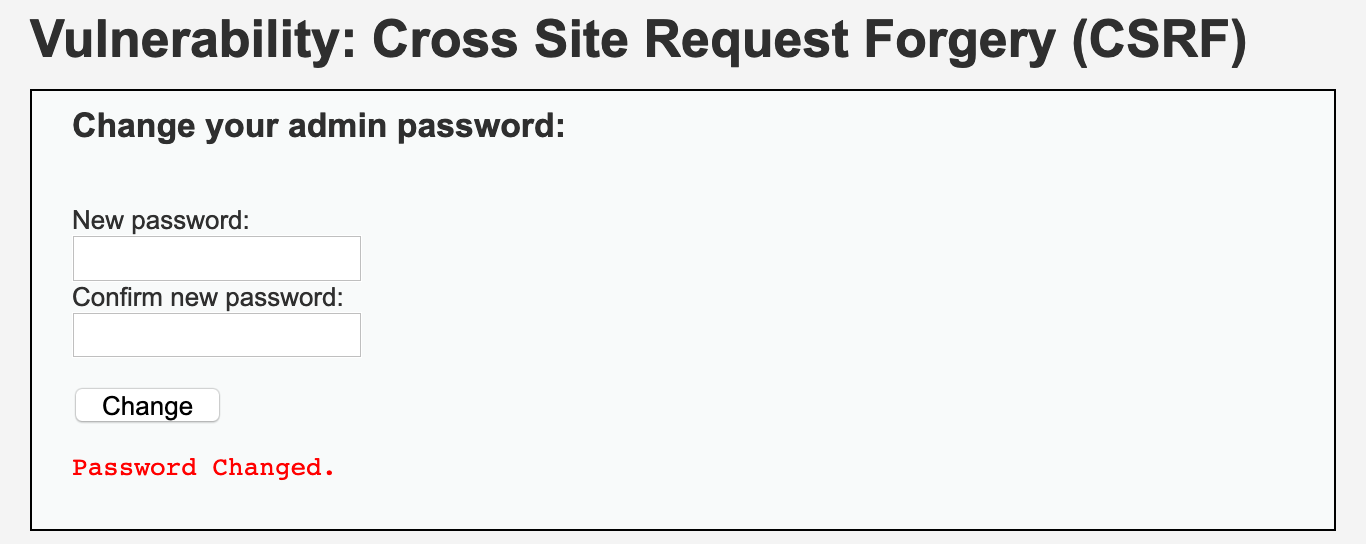 Vulnerability: Cross Site Request Forgery (CSRF)
Change your admin password:
New password:
Confirm new password:
Change
Password Changed.